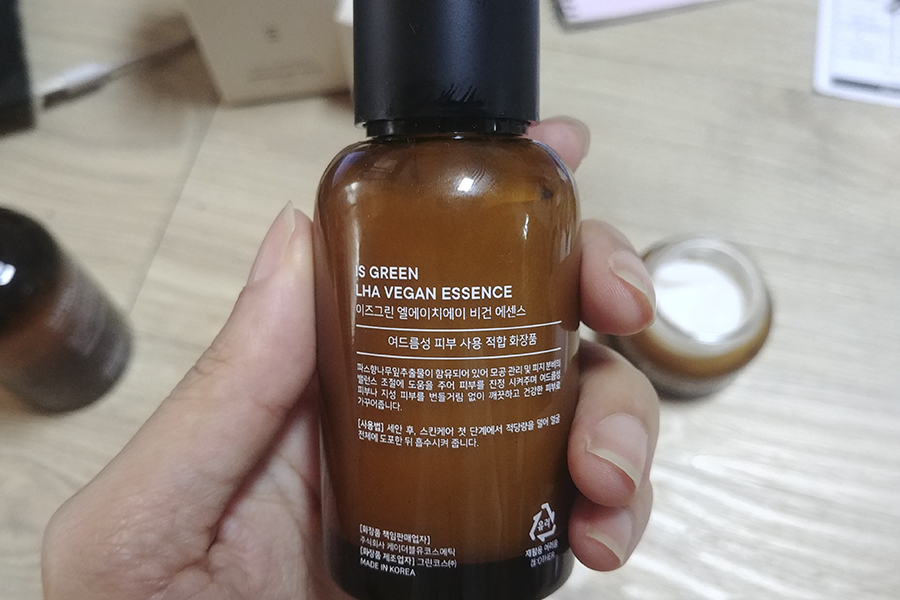 IS GREEN
LHA VEGAN ESSENCE
이즈그린 엘에이치에이 비건 에센스
여드름성 피부 사용 적합 화장품
파스향나무잎추출물이 함유되어 있어 모공 관리 및 피지 분비의
밸런스 조절에 도움을 주어 피부를 진정 시켜주며 여드름성
피부나 지성 피부를 번들거림 없이 깨끗하고 건강한 피부로
가꾸어줍니다.
[사용법] 세안 후, 스킨케어 첫 단계에서 적당량을 덜어 얼굴
전체에 도포한 뒤 흡수시켜 줍니다.
[화장품 책임판매업자]
주식회사 케이더블유코스메틱
[화장품 제조업자] 그린코스㈜
MADE IN KOREA
유리
재활용 어려움
OTHER